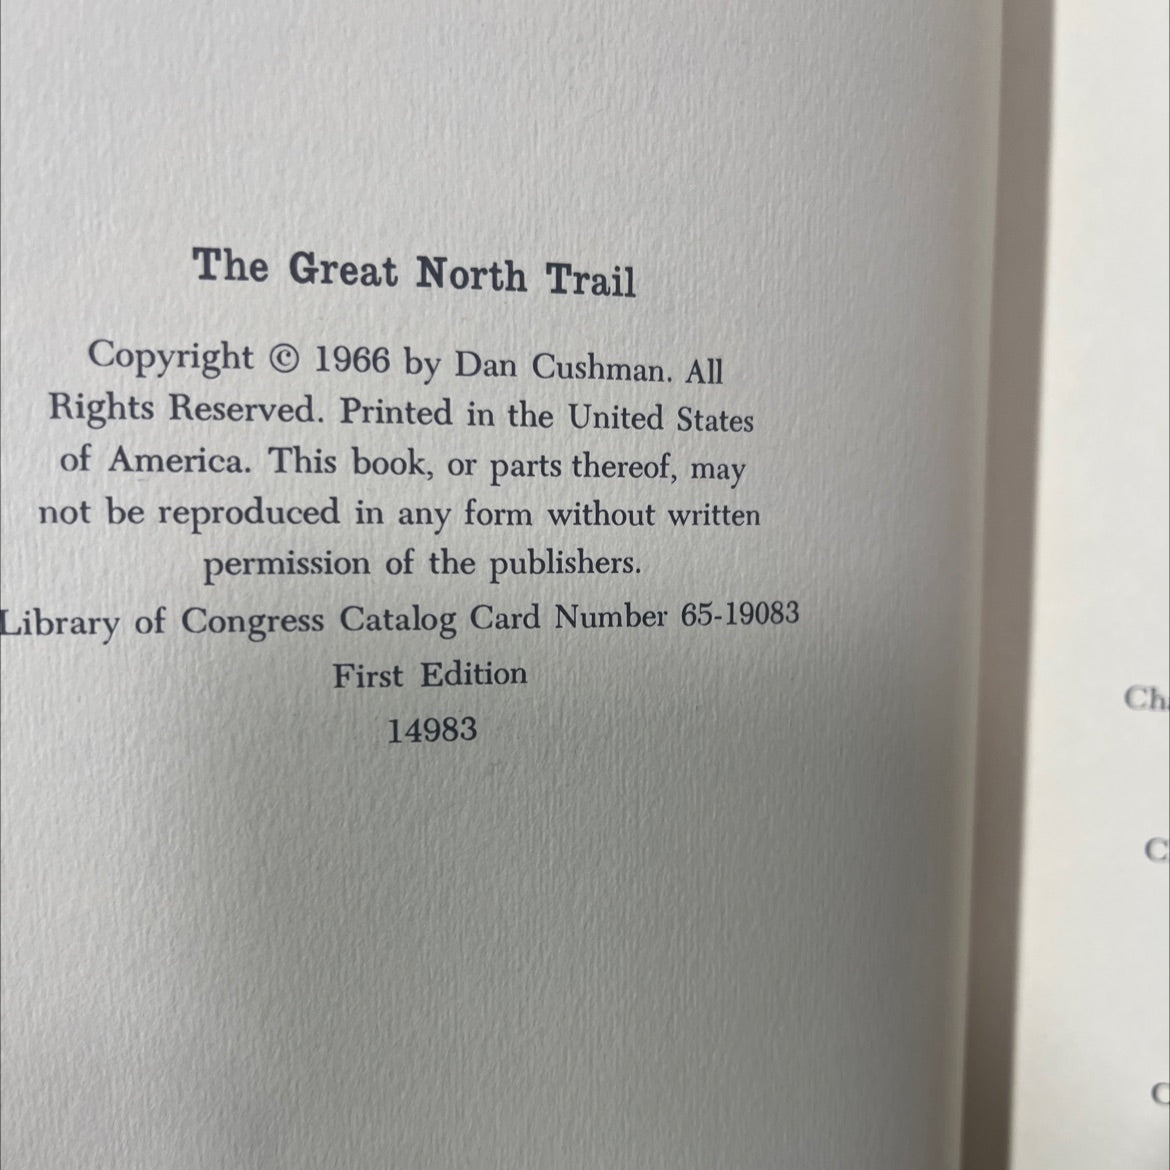 The Great North Trail
Copyright © 1966 by Dan Cushman. All
Rights Reserved. Printed in the United States
of America. This book, or parts thereof, may
not be reproduced in any form without written
permission of the publishers.
Library of Congress Catalog Card Number 65-19083
First Edition
14983